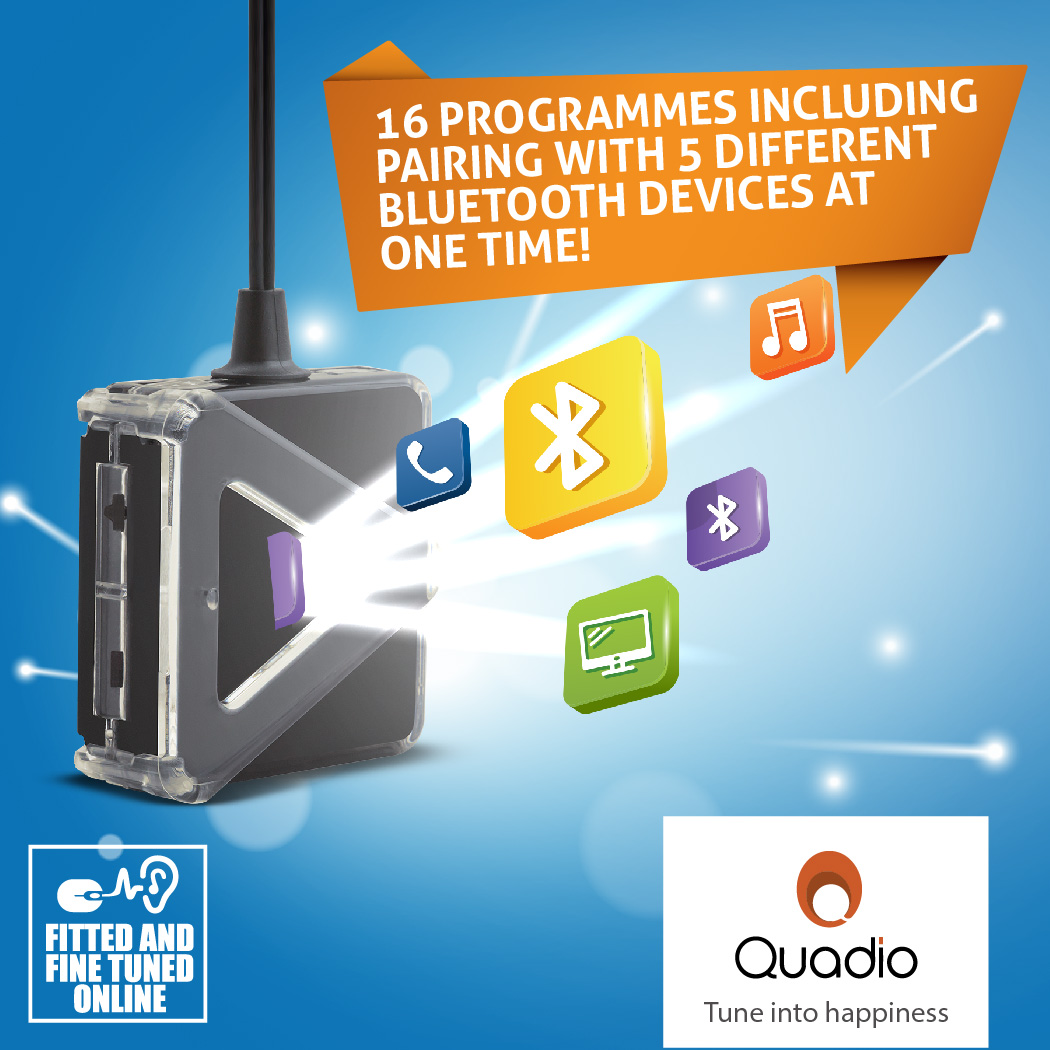 16 PROGRAMMES INCLUDING
PAIRING WITH 5 DIFFERENT
BLUETOOTH DEVICES AT
ONE TIME!
FITTED AND
FINE TUNED
ONLINE
Quadio
Tune into happiness